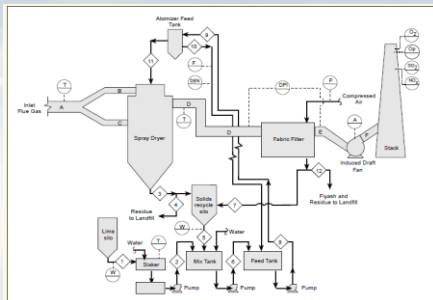 Atomizer Feed
Tank
9
10
11
F
DEN
T
A
B
C
Inlet
Flue Gas
Spray Dryer
D
T
D
DPI
P
Compressed
Air
Fabric Filter
E
A
F
Induced Draft
Fan
Stack
O2
SO2
12
Flyash and
Residue to Landfill
3
4
Residue
to Landfill
Solids
recycle
silo
7
W
5
Lime
silo
Water
T
1
W
Slaker
2
Water
Mix Tank
6
Feed Tank
8
Pump
Pump
Pump